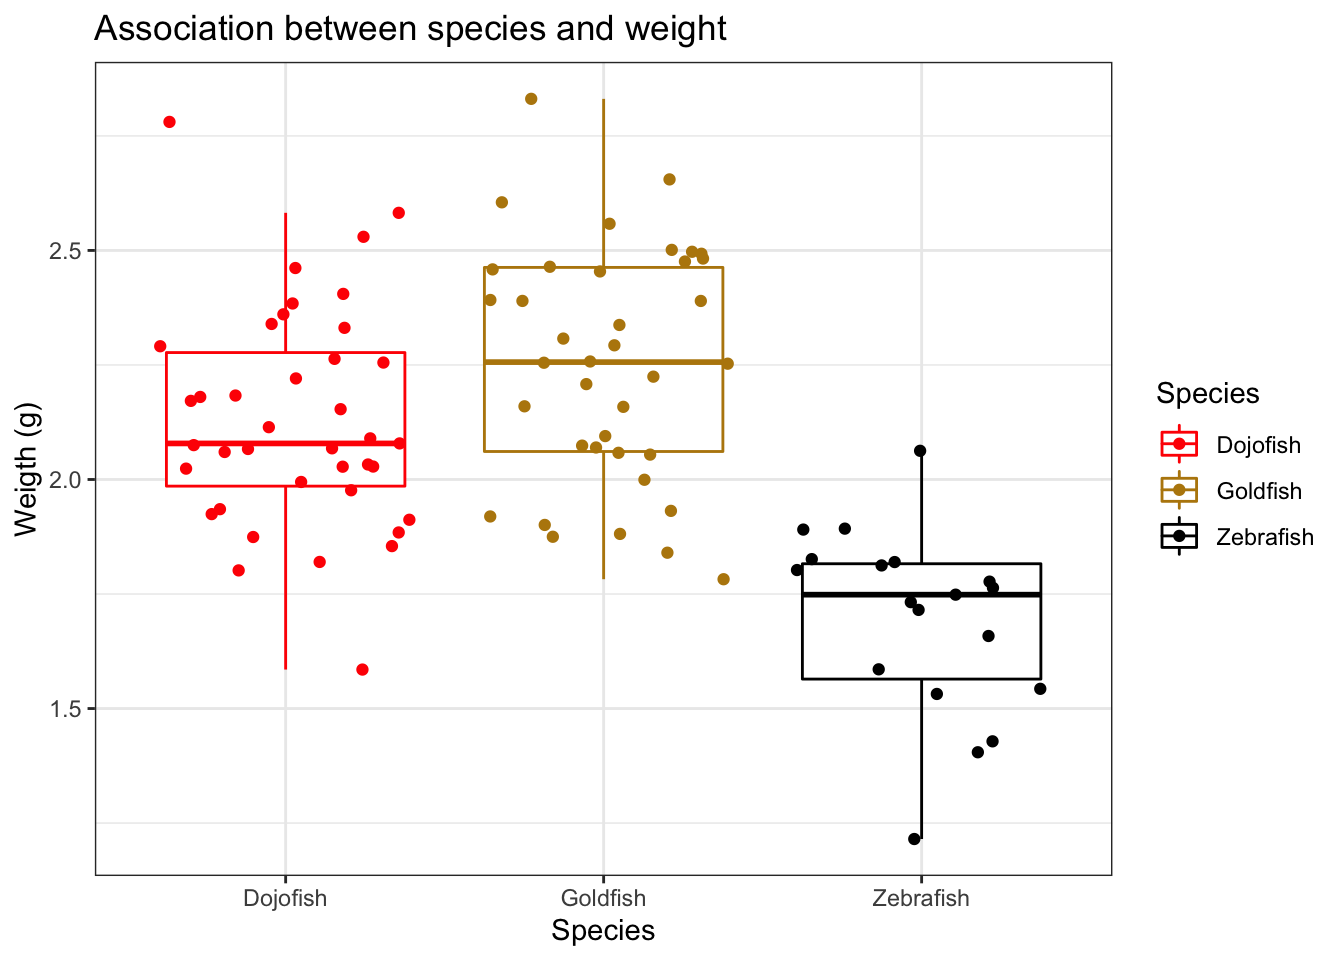 Association between species and weight
Weigth (g)
2.5
2.0
1.5
Dojofish
Goldfish
Zebrafish
Species
Species
Dojofish
Goldfish
Zebrafish